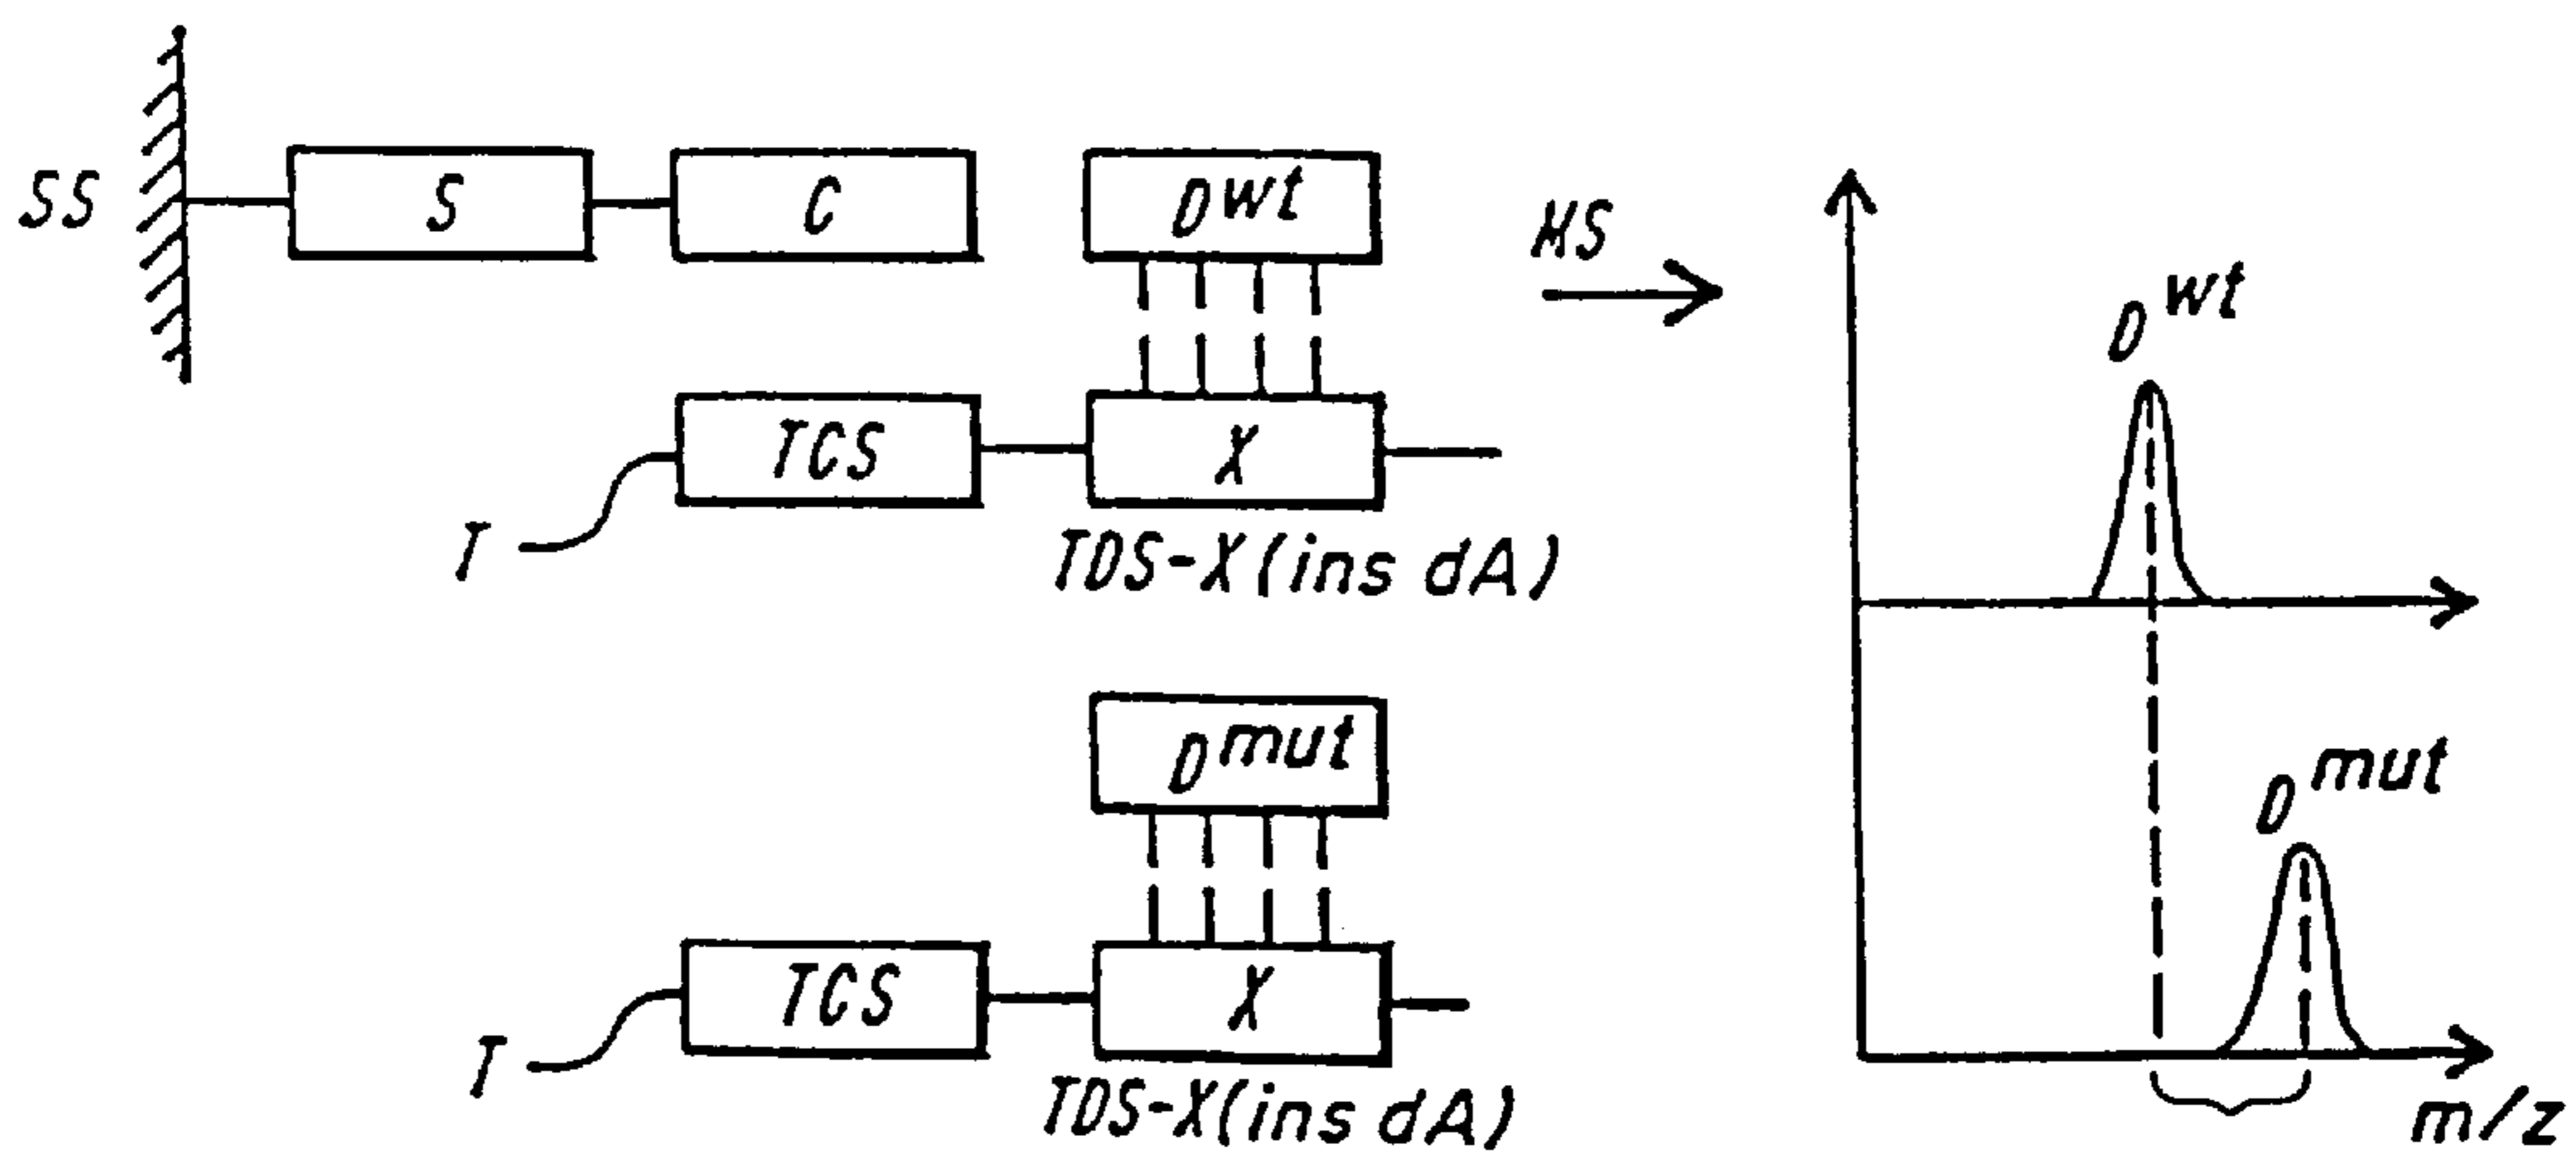 SS
S
C
D wt
MS
TCS
X
T
TDS-X(ins dA)
D wt
D mut
TCS
X
T
TDS-X(ins dA)
D mut
m/z